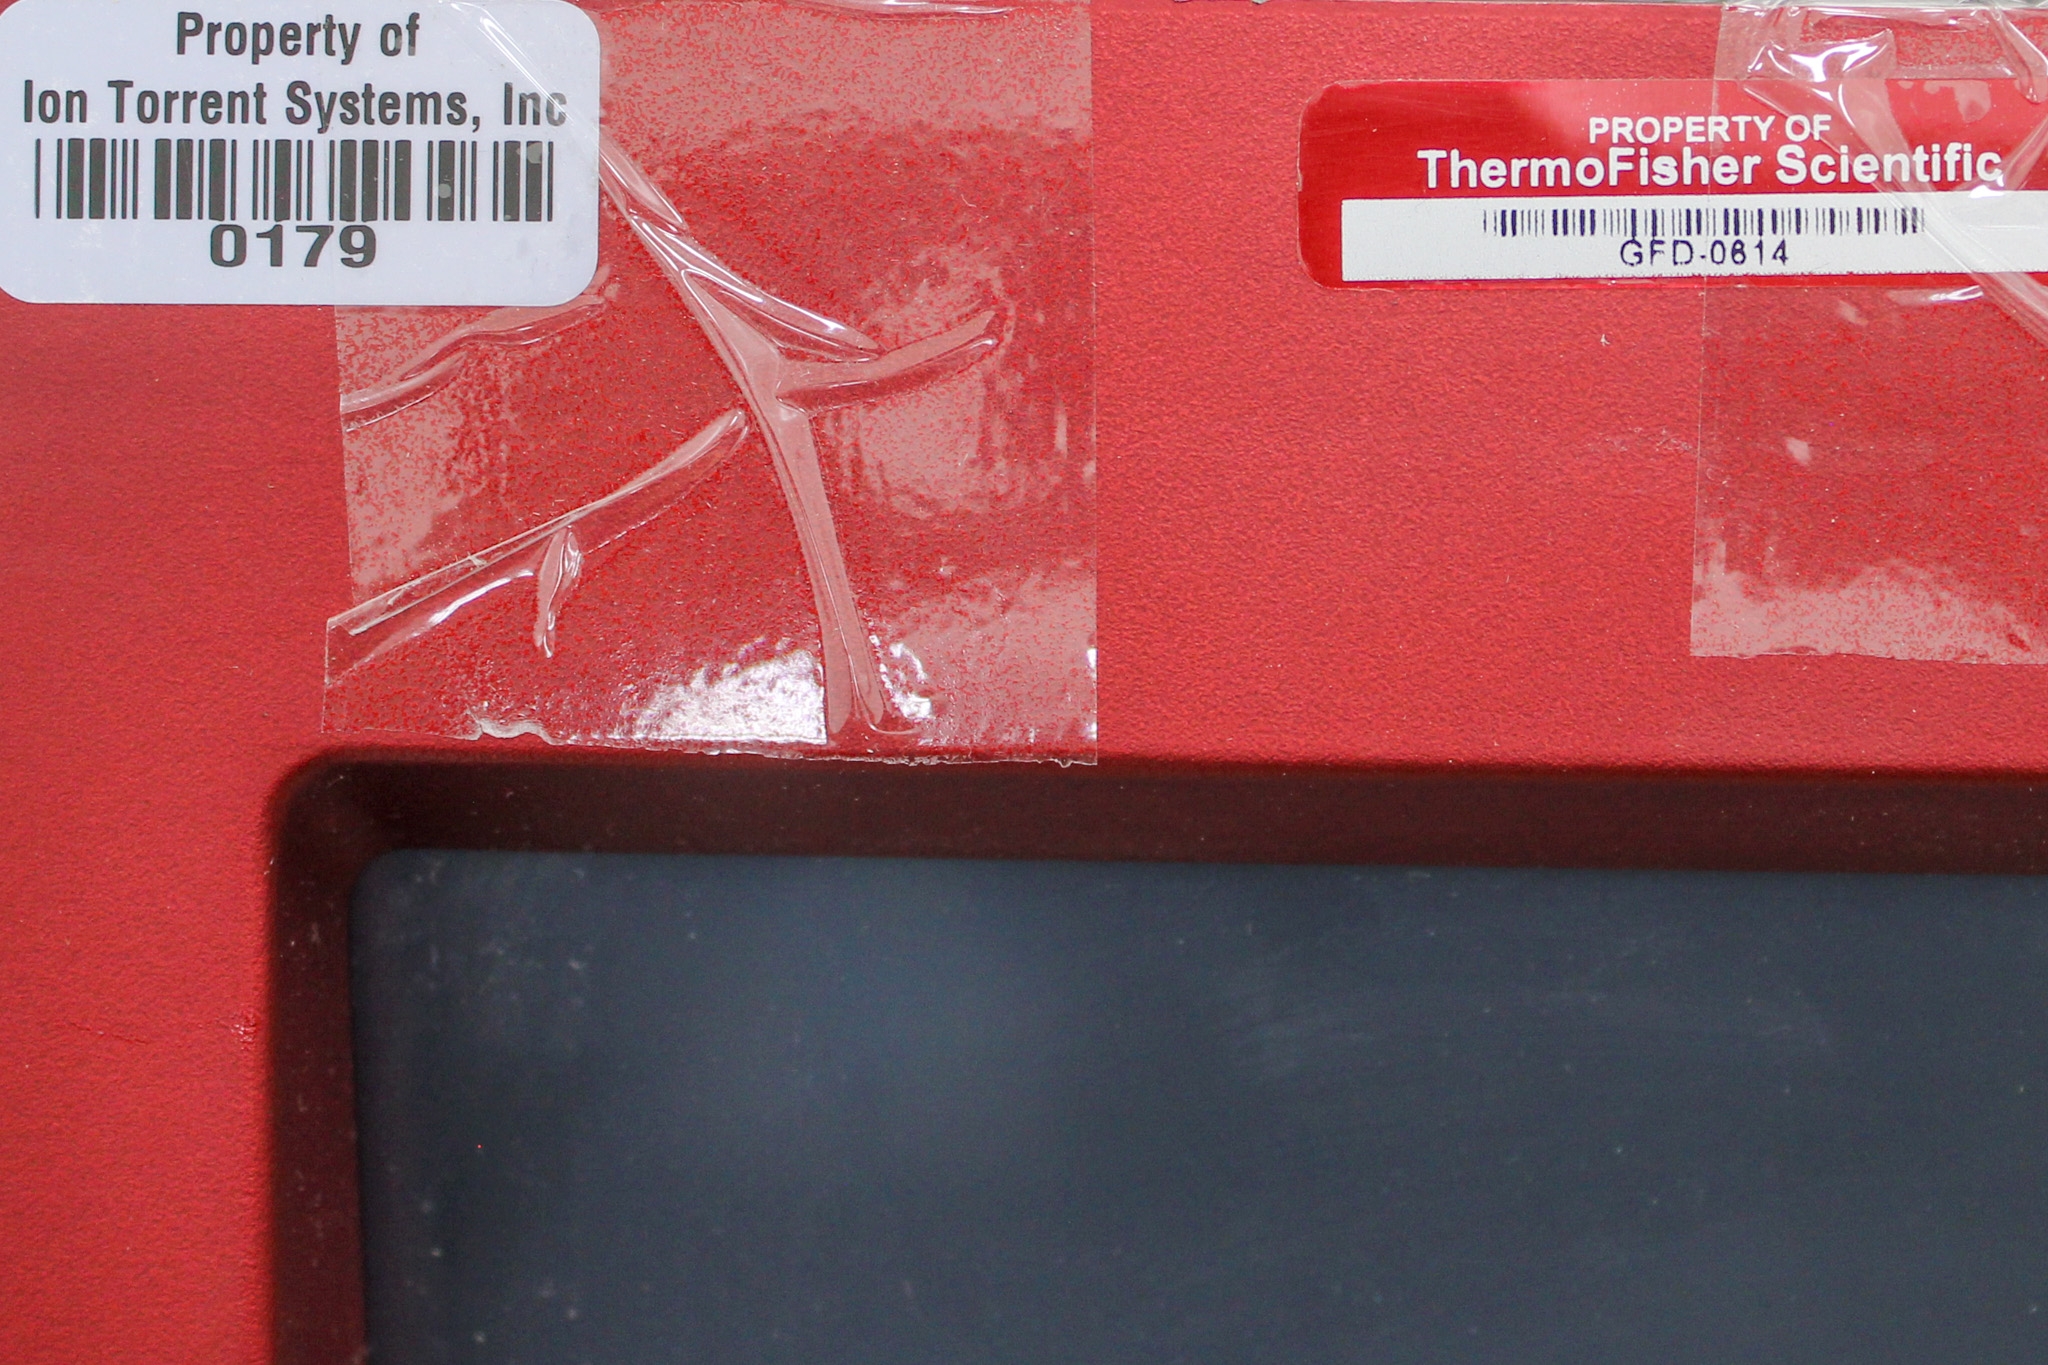 Property of
Ion Torrent Systems, Inc
0179
PROPERTY OF
ThermoFisher Scientific
GFD-0614